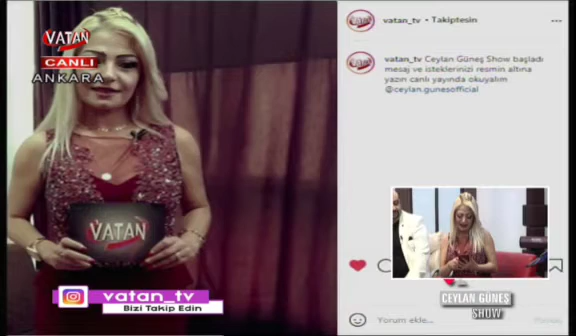 VATAN
CANLI
ANKARA
VATAN
vatan_tv
Bizi Takip Edin
vatan_tv • Takiptesin
vatan_tv Ceylan Güneş Show başladı
mesaj ve isteklerinizi resmin altına
yazın canlı yayında okuyalım
@ceylan.gunesofficial
CEYLAN GÜNEŞ
SHOW
Yorum ekle...